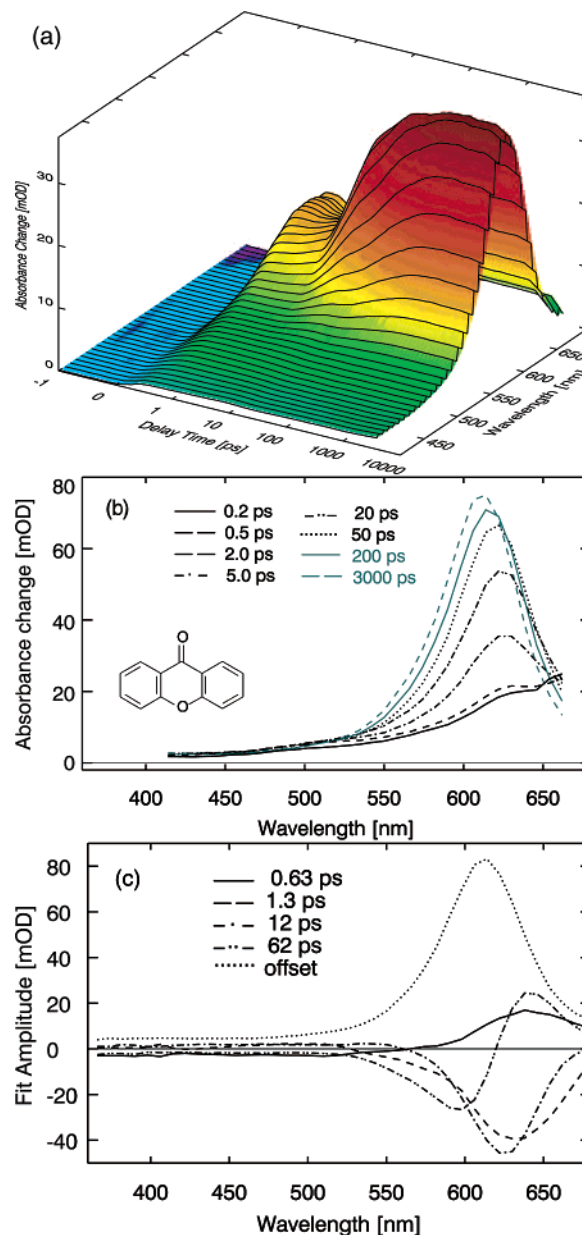 (a)
Absorbance Change [mOD]
30
20
10
0
-1
0
1
10
100
1000
10000
Delay Time [ps]
450
500
550
600
650
Wavelength [nm]
(b)
Absorbance change [mOD]
80
60
40
20
0
0.2 ps
0.5 ps
2.0 ps
5.0 ps
20 ps
50 ps
200 ps
3000 ps
O
O
400 450 500 550 600 650
Wavelength [nm]
(c)
Fit Amplitude [mOD]
80
60
40
20
0
-20
-40
0.63 ps
1.3 ps
12 ps
62 ps
offset
400 450 500 550 600 650
Wavelength [nm]